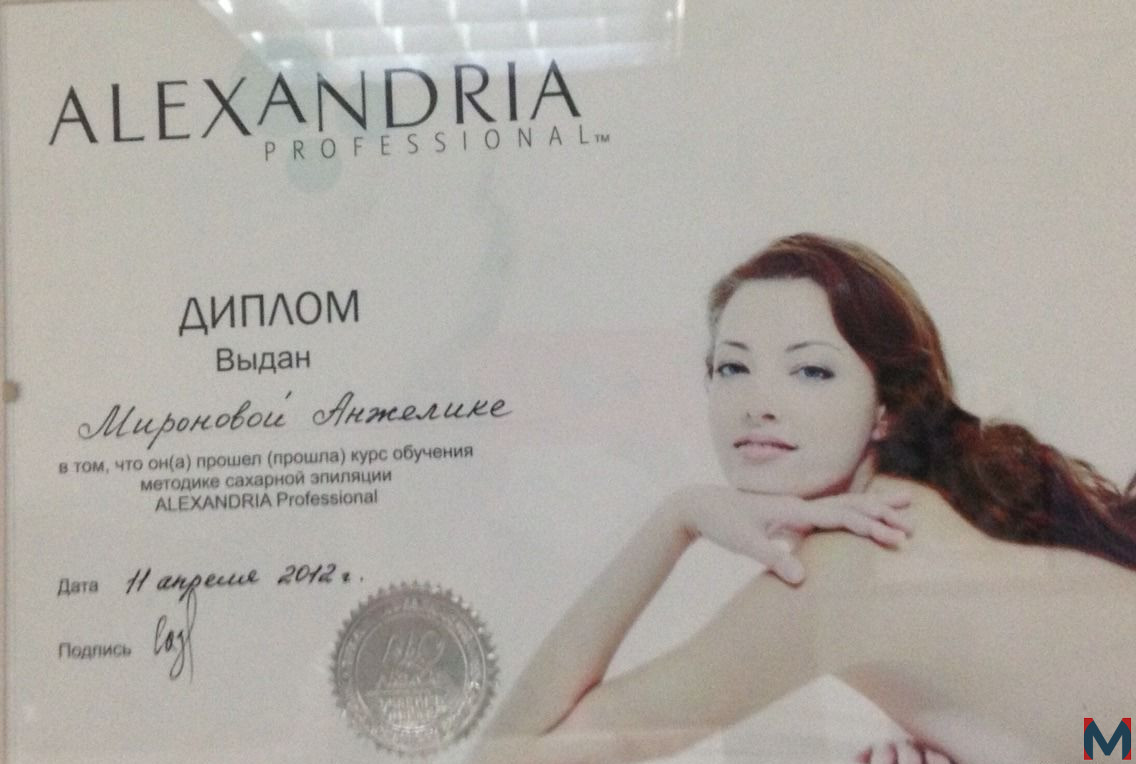 ALEXANDRIA
PROFESSIONAL™
ДИПЛОМ
Выдан
Мироновой Анжелике
в том, что он(а) прошел (прошла) курс обучения
методике сахарной эпиляции
ALEXANDRIA Professional
Дата 11 апреля 2012 г.
Подпись
M